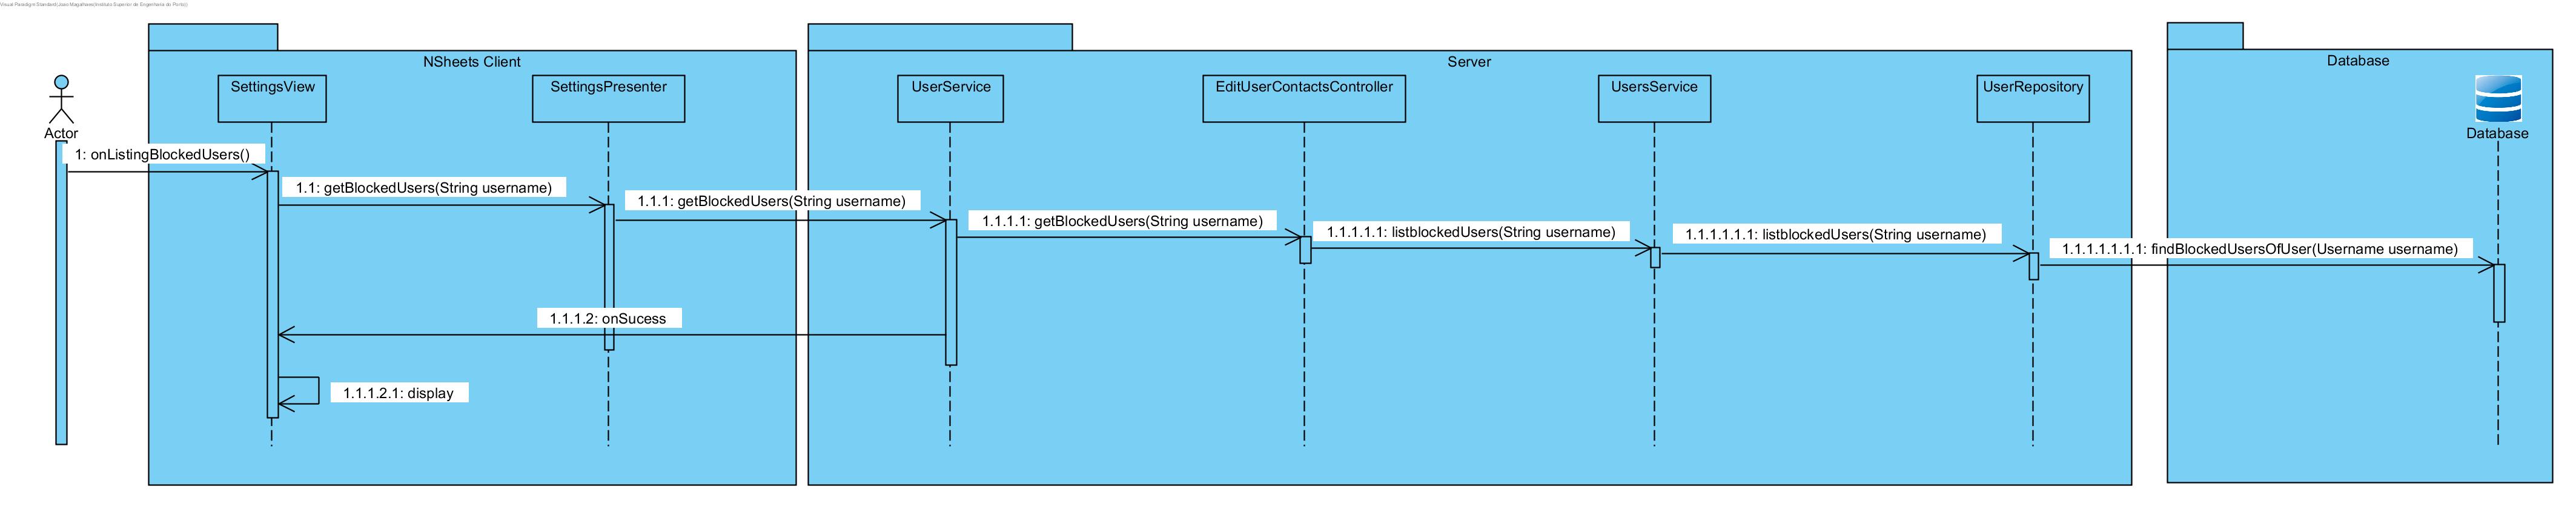 Visual Paradigm Standard(Joao Magalhaes(Instituto Superior de Engenharia do Porto))
NSheets Client
Server
Database
SettingsView
SettingsPresenter
UserService
EditUserContactsController
UsersService
UserRepository
Actor
Database
1: onListingBlockedUsers()
1.1: getBlockedUsers(String username)
1.1.1: getBlockedUsers(String username)
1.1.1.1: getBlockedUsers(String username)
1.1.1.1.1: listblockedUsers(String username)
1.1.1.1.1.1: listblockedUsers(String username)
1.1.1.1.1.1.1: findBlockedUsersOfUser(Username username)
1.1.1.2: onSucess
1.1.1.2.1: display